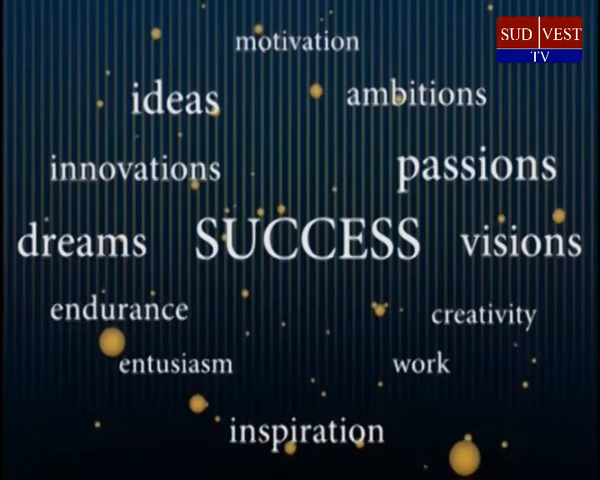 motivation
SUD VEST
TV
ideas
ambitions
innovations
passions
dreams
SUCCESS
visions
endurance
creativity
entusiasm
work
inspiration